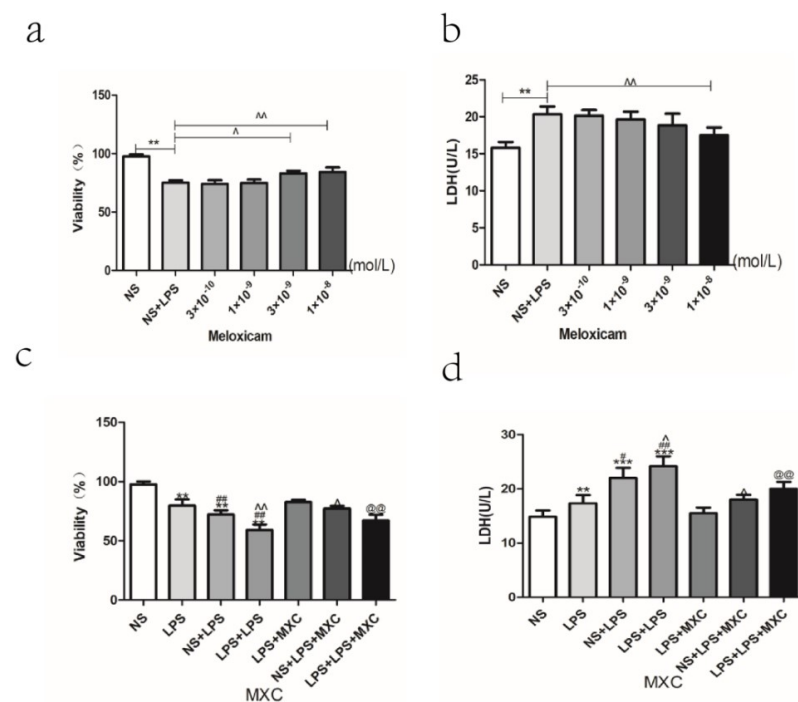 a
Viability (%)
150
100
50
0
**
^
^^
(mol/L)
NS
NS+LPS
3×10⁻¹⁰
1×10⁻⁹
3×10⁻⁹
1×10⁻⁸
Meloxicam
b
LDH(U/L)
25
20
15
10
5
0
**
^^
(mol/L)
NS
NS+LPS
3×10⁻¹⁰
1×10⁻⁹
3×10⁻⁹
1×10⁻⁸
Meloxicam
c
Viability (%)
150
100
50
0
**
##
**
^^
##
**
^
@@
NS
LPS
NS+LPS
LPS+LPS
LPS+MXC
NS+LPS+MXC
LPS+LPS+MXC
MXC
d
LDH(U/L)
30
20
10
0
**
#
***
^
##
***
^
@@
NS
LPS
NS+LPS
LPS+LPS
LPS+MXC
NS+LPS+MXC
LPS+LPS+MXC
MXC